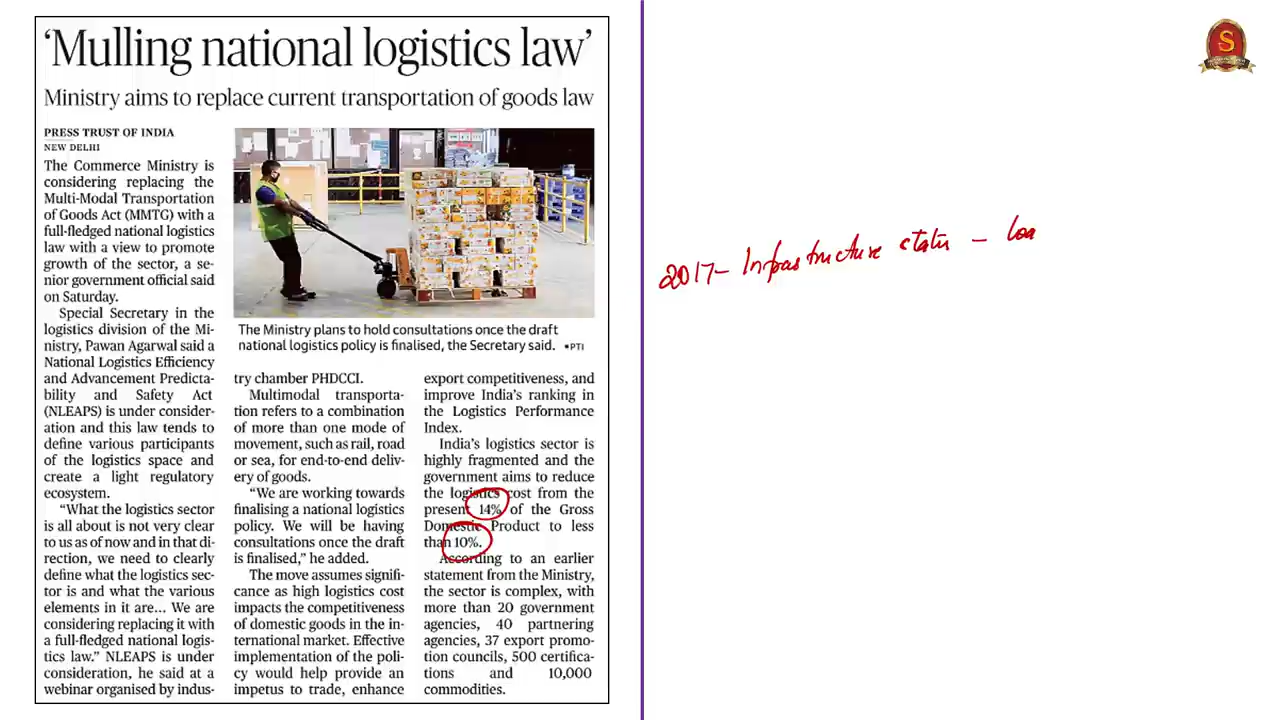 ‘Mulling national logistics law’
Ministry aims to replace current transportation of goods law
PRESS TRUST OF INDIA
NEW DELHI
The Commerce Ministry is
considering replacing the
Multi-Modal Transportation
of Goods Act (MMTG) with a
full-fledged national logistics
law with a view to promote
growth of the sector, a se-
nior government official said
on Saturday.
Special Secretary in the
logistics division of the Mi-
nistry, Pawan Agarwal said a
National Logistics Efficiency
and Advancement Predicta-
bility and Safety Act
(NLEAPS) is under consider-
ation and this law tends to
define various participants
of the logistics space and
create a light regulatory
ecosystem.
“What the logistics sector
is all about is not very clear
to us as of now and in that di-
rection, we need to clearly
define what the logistics sec-
tor is and what the various
elements in it are... We are
considering replacing it with
a full-fledged national logis-
tics law.” NLEAPS is under
consideration, he said at a
webinar organised by indus-
The Ministry plans to hold consultations once the draft
national logistics policy is finalised, the Secretary said. •PTI
try chamber PHDCCI.
Multimodal transporta-
tion refers to a combination
of more than one mode of
movement, such as rail, road
or sea, for end-to-end deliv-
ery of goods.
“We are working towards
finalising a national logistics
policy. We will be having
consultations once the draft
is finalised,” he added.
The move assumes signifi-
cance as high logistics cost
impacts the competitiveness
of domestic goods in the in-
ternational market. Effective
implementation of the poli-
cy would help provide an
impetus to trade, enhance
export competitiveness, and
improve India’s ranking in
the Logistics Performance
Index.
India’s logistics sector is
highly fragmented and the
government aims to reduce
the logistics cost from the
present 14% of the Gross
Domestic Product to less
than 10%.
According to an earlier
statement from the Ministry,
the sector is complex, with
more than 20 government
agencies, 40 partnering
agencies, 37 export promo-
tion councils, 500 certifica-
tions and 10,000
commodities.
2017- Infrastructure status - loa
S